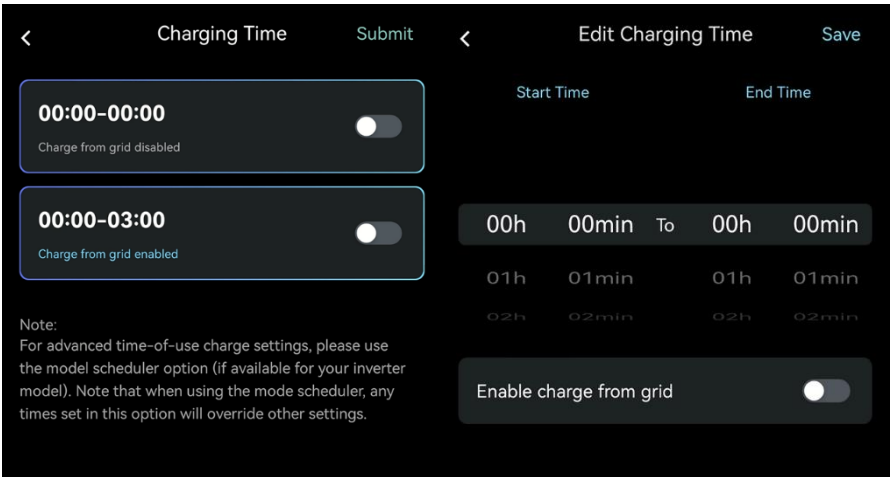 Charging Time
Submit
00:00-00:00
Charge from grid disabled
00:00-03:00
Charge from grid enabled
Note:
For advanced time-of-use charge settings, please use
the model scheduler option (if available for your inverter
model). Note that when using the mode scheduler, any
times set in this option will override other settings.
Edit Charging Time
Save
Start Time
End Time
00h 00min To 00h 00min
01h 01min 01h 01min
02h 02min 02h 02min
Enable charge from grid